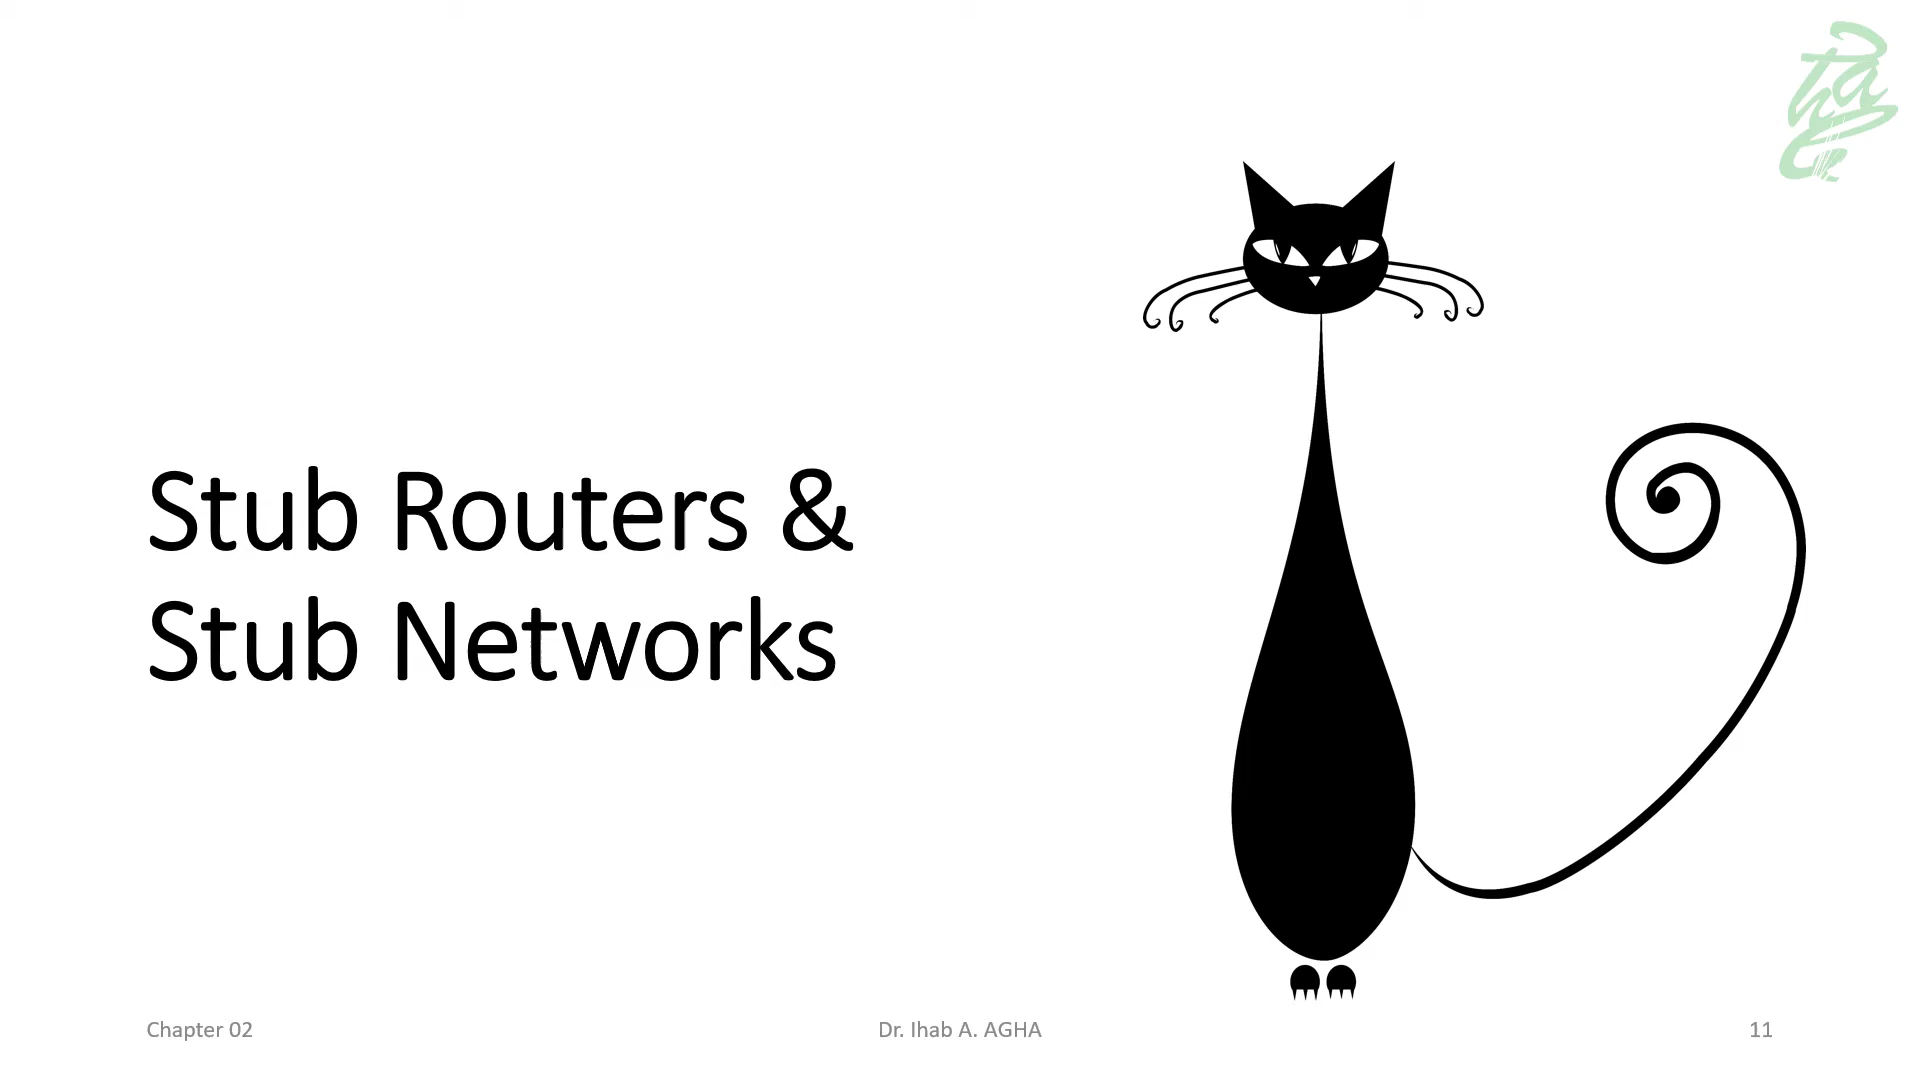 Stub Routers &
Stub Networks
Chapter 02
Dr. Ihab A. AGHA
11